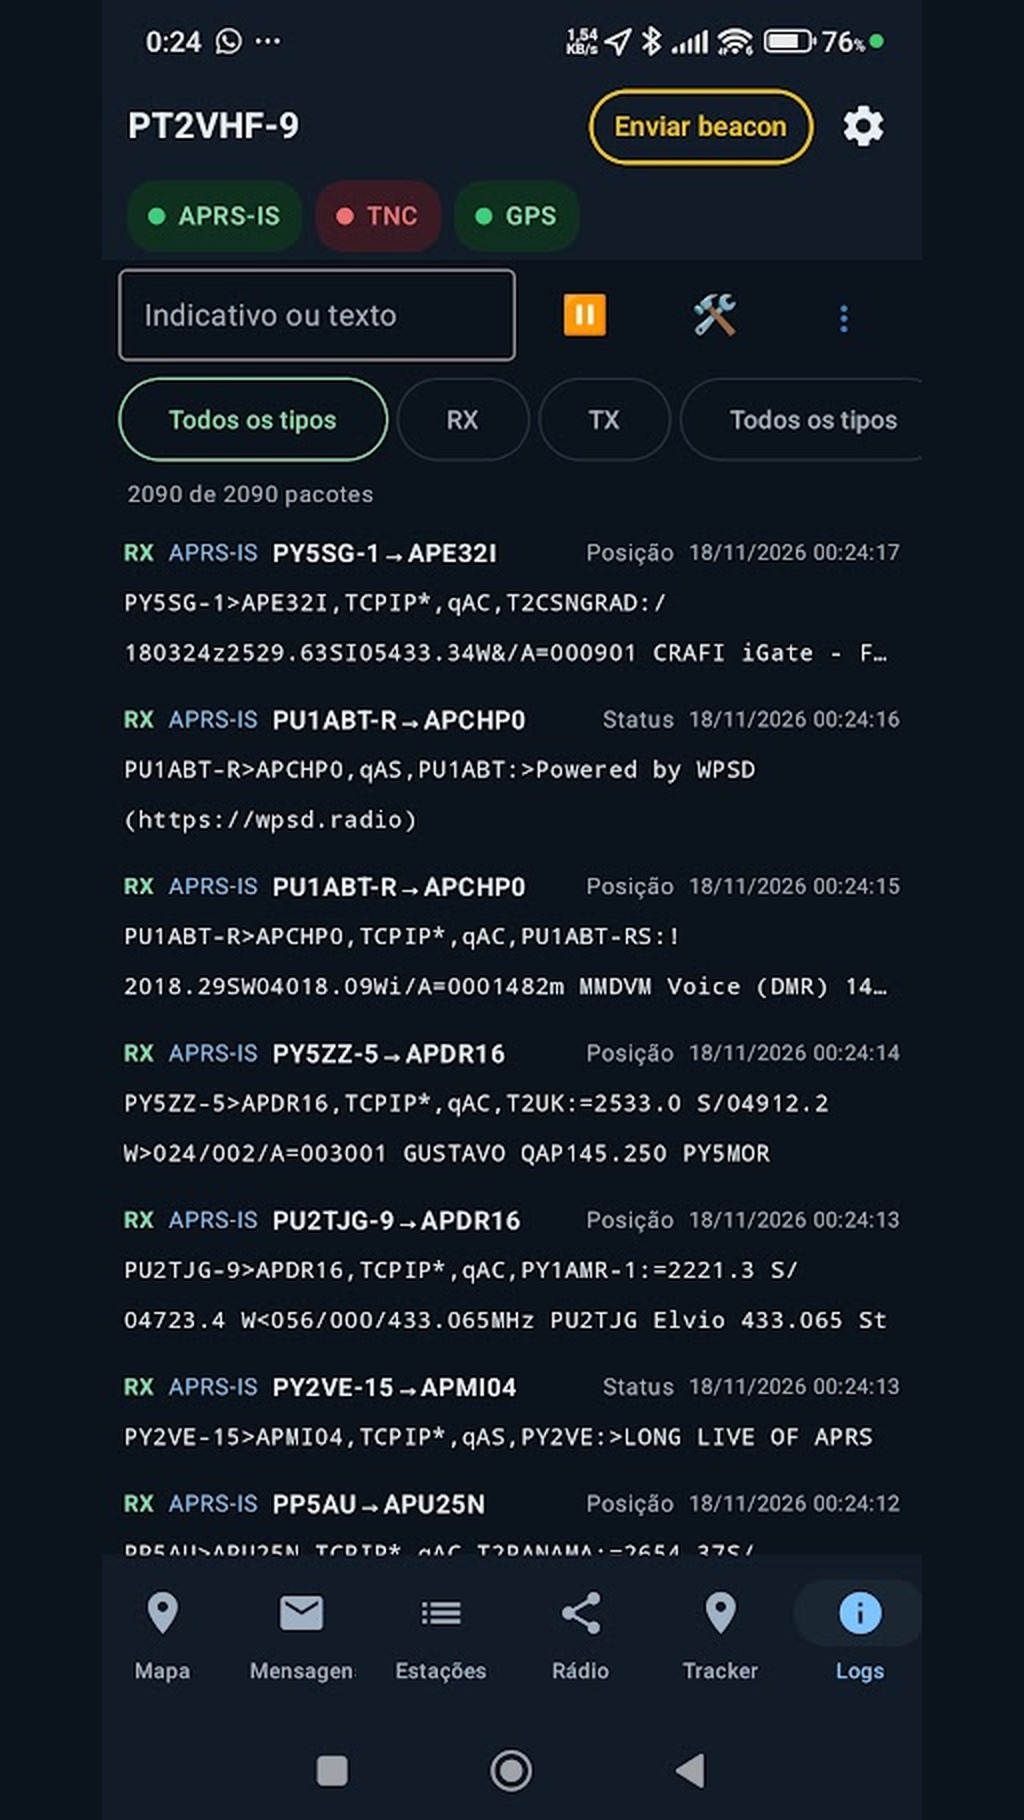 0:24 ... 1,54 KB/s 76%
PT2VHF-9 Enviar beacon
APRS-IS TNC GPS
Indicativo ou texto
Todos os tipos RX TX Todos os tipos
2090 de 2090 pacotes
RX APRS-IS PY5SG-1→APE32I Posição 18/11/2026 00:24:17
PY5SG-1>APE32I,TCPIP*,qAC,T2CSNGRAD:/
180324z2529.63SI05433.34W&/A=000901 CRAFI iGate - F…
RX APRS-IS PU1ABT-R→APCHP0 Status 18/11/2026 00:24:16
PU1ABT-R>APCHP0,qAS,PU1ABT:>Powered by WPSD
(https://wpsd.radio)
RX APRS-IS PU1ABT-R→APCHP0 Posição 18/11/2026 00:24:15
PU1ABT-R>APCHP0,TCPIP*,qAC,PU1ABT-RS:!
2018.29SW04018.09Wi/A=0001482m MMDVM Voice (DMR) 14…
RX APRS-IS PY5ZZ-5→APDR16 Posição 18/11/2026 00:24:14
PY5ZZ-5>APDR16,TCPIP*,qAC,T2UK:=2533.0 S/04912.2
W>024/002/A=003001 GUSTAVO QAP145.250 PY5MOR
RX APRS-IS PU2TJG-9→APDR16 Posição 18/11/2026 00:24:13
PU2TJG-9>APDR16,TCPIP*,qAC,PY1AMR-1:=2221.3 S/
04723.4 W<056/000/433.065MHz PU2TJG Elvio 433.065 St
RX APRS-IS PY2VE-15→APMI04 Status 18/11/2026 00:24:13
PY2VE-15>APMI04,TCPIP*,qAS,PY2VE:>LONG LIVE OF APRS
RX APRS-IS PP5AU→APU25N Posição 18/11/2026 00:24:12
PP5AU>APU25N,TCPIP*,qAC,T2PANAMA:=2654.37S/
Mapa Mensagen Estações Rádio Tracker Logs